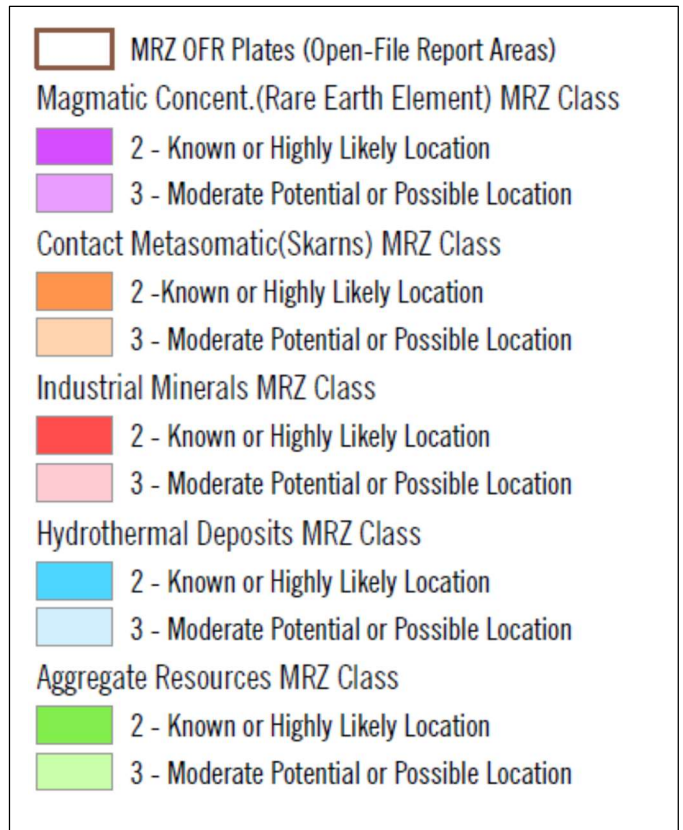 MRZ OFR Plates (Open-File Report Areas)
Magmatic Concent.(Rare Earth Element) MRZ Class
2 - Known or Highly Likely Location
3 - Moderate Potential or Possible Location
Contact Metasomatic(Skarns) MRZ Class
2 -Known or Highly Likely Location
3 - Moderate Potential or Possible Location
Industrial Minerals MRZ Class
2 - Known or Highly Likely Location
3 - Moderate Potential or Possible Location
Hydrothermal Deposits MRZ Class
2 - Known or Highly Likely Location
3 - Moderate Potential or Possible Location
Aggregate Resources MRZ Class
2 - Known or Highly Likely Location
3 - Moderate Potential or Possible Location